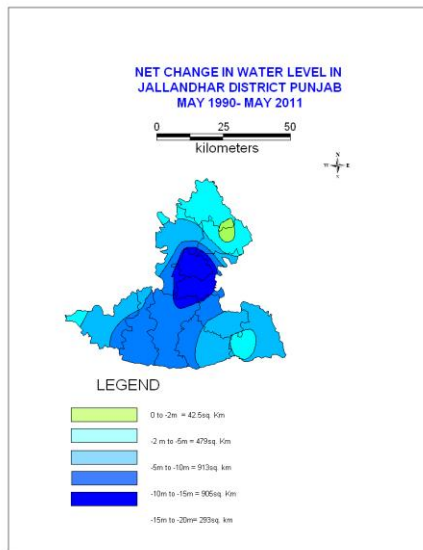 NET CHANGE IN WATER LEVEL IN
JALLANDHAR DISTRICT PUNJAB
MAY 1990- MAY 2011
0 25 50
kilometers
N
W E
S
LEGEND
0 to -2m = 42.5sq. Km
-2 m to -5m = 479sq. Km
-5m to -10m = 913sq. km
-10m to -15m = 905sq. Km
-15m to -20m= 293sq. km